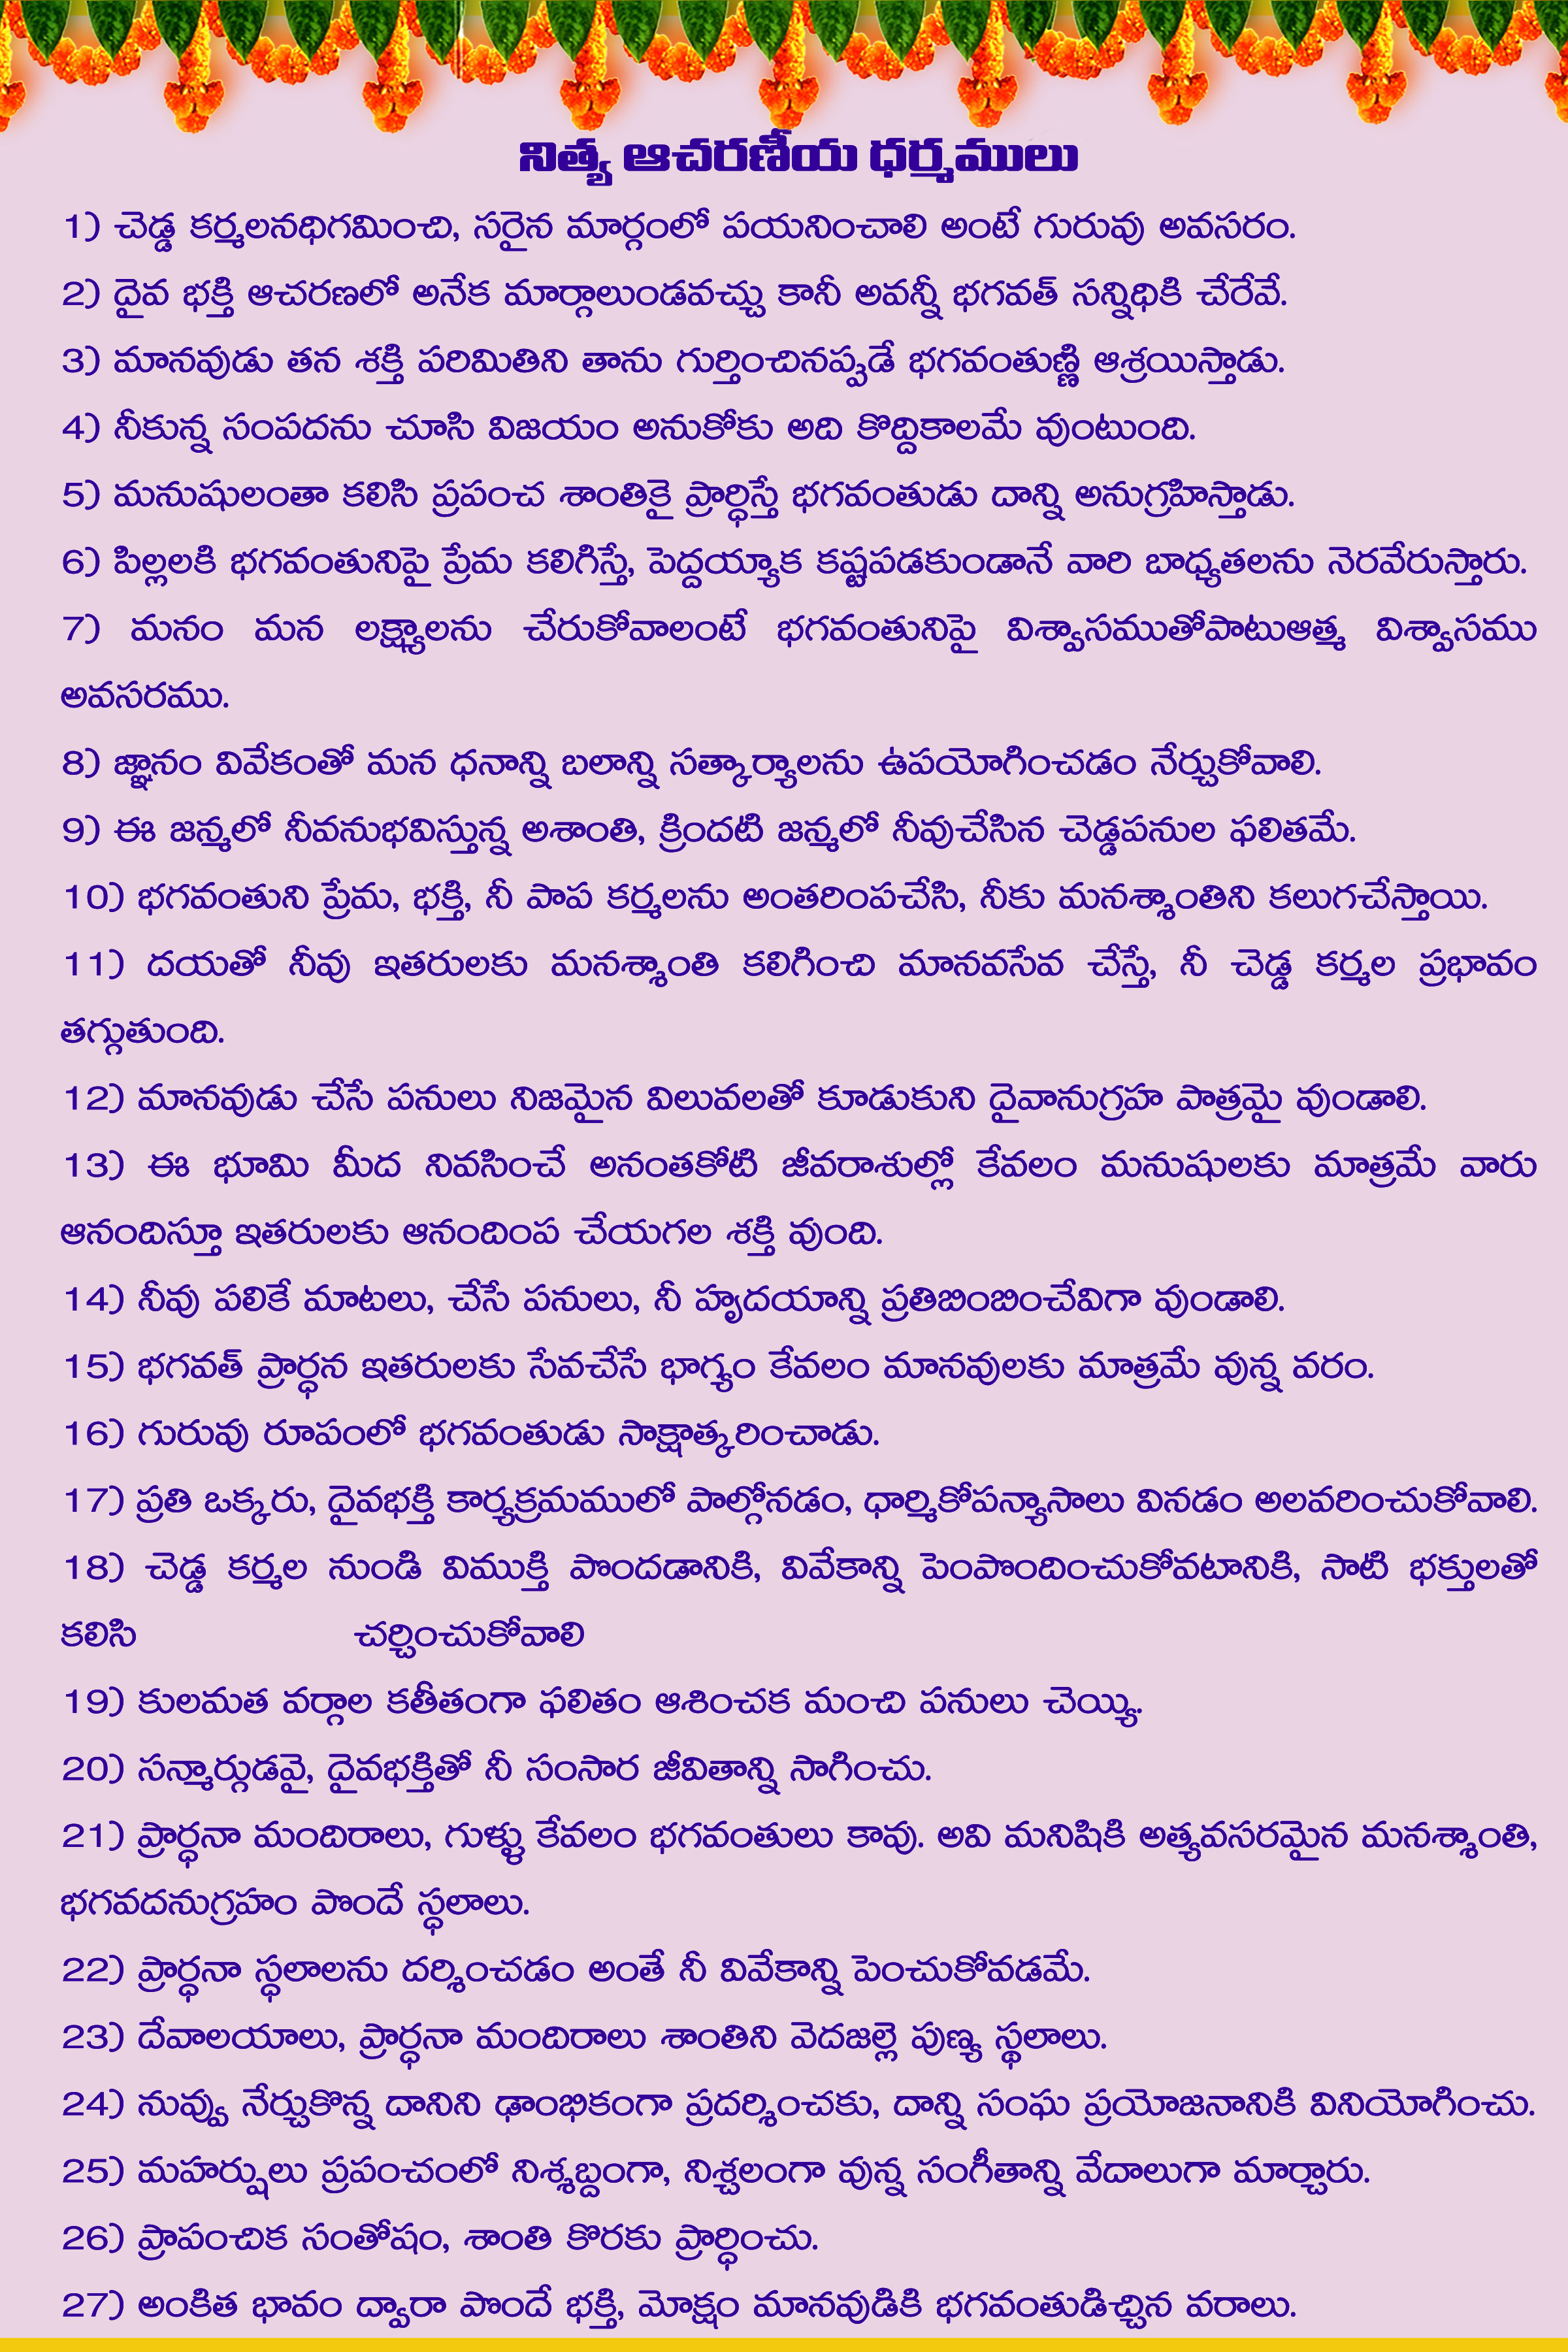 నిత్య ఆచరణీయ ధర్మములు
1) చెడ్డ కర్మలనధిగమించి, సరైన మార్గంలో పయనించాలి అంటే గురువు అవసరం.
2) దైవ భక్తి ఆచరణలో అనేక మార్గాలుండవచ్చు కానీ అవన్నీ భగవత్ సన్నిధికి చేరేవే.
3) మానవుడు తన శక్తి పరిమితిని తాను గుర్తించినప్పడే భగవంతుణ్ణి ఆశ్రయిస్తాడు.
4) నీకున్న సంపదను చూసి విజయం అనుకోకు అది కొద్దికాలమే వుంటుంది.
5) మనుషులంతా కలిసి ప్రపంచ శాంతికై ప్రార్ధిస్తే భగవంతుడు దాన్ని అనుగ్రహిస్తాడు.
6) పిల్లలకి భగవంతునిపై ప్రేమ కలిగిస్తే, పెద్దయ్యాక కష్టపడకుండానే వారి బాధ్యతలను నెరవేరుస్తారు.
7) మనం మన లక్ష్యాలను చేరుకోవాలంటే భగవంతునిపై విశ్వాసముతోపాటుఆత్మ విశ్వాసము
అవసరము.
8) జ్ఞానం వివేకంతో మన ధనాన్ని బలాన్ని సత్కార్యాలను ఉపయోగించడం నేర్చుకోవాలి.
9) ఈ జన్మలో నీవనుభవిస్తున్న అశాంతి, క్రిందటి జన్మలో నీవుచేసిన చెడ్డపనుల ఫలితమే.
10) భగవంతుని ప్రేమ, భక్తి, నీ పాప కర్మలను అంతరింపచేసి, నీకు మనశ్శాంతిని కలుగచేస్తాయి.
11) దయతో నీవు ఇతరులకు మనశ్శాంతి కలిగించి మానవసేవ చేస్తే, నీ చెడ్డ కర్మల ప్రభావం
తగ్గుతుంది.
12) మానవుడు చేసే పనులు నిజమైన విలువలతో కూడుకుని దైవానుగ్రహ పాత్రమై వుండాలి.
13) ఈ భూమి మీద నివసించే అనంతకోటి జీవరాశుల్లో కేవలం మనుషులకు మాత్రమే వారు
ఆనందిస్తూ ఇతరులకు ఆనందింప చేయగల శక్తి వుంది.
14) నీవు పలికే మాటలు, చేసే పనులు, నీ హృదయాన్ని ప్రతిబింబించేవిగా వుండాలి.
15) భగవత్ ప్రార్ధన ఇతరులకు సేవచేసే భాగ్యం కేవలం మానవులకు మాత్రమే వున్న వరం.
16) గురువు రూపంలో భగవంతుడు సాక్షాత్కరించాడు.
17) ప్రతి ఒక్కరు, దైవభక్తి కార్యక్రమములో పాల్గోనడం, ధార్మికోపన్యాసాలు వినడం అలవరించుకోవాలి.
18) చెడ్డ కర్మల నుండి విముక్తి పొందడానికి, వివేకాన్ని పెంపొందించుకోవటానికి, సాటి భక్తులతో
కలిసి చర్చించుకోవాలి
19) కులమత వర్గాల కతీతంగా ఫలితం ఆశించక మంచి పనులు చెయ్యి.
20) సన్మార్గుడవై, దైవభక్తితో నీ సంసార జీవితాన్ని సాగించు.
21) ప్రార్ధనా మందిరాలు, గుళ్ళు కేవలం భగవంతులు కావు. అవి మనిషికి అత్యవసరమైన మనశ్శాంతి,
భగవదనుగ్రహం పొందే స్ధలాలు.
22) ప్రార్ధనా స్ధలాలను దర్శించడం అంతే నీ వివేకాన్ని పెంచుకోవడమే.
23) దేవాలయాలు, ప్రార్ధనా మందిరాలు శాంతిని వెదజల్లె పుణ్య స్థలాలు.
24) నువ్వు నేర్చుకొన్న దానిని ఢాంభికంగా ప్రదర్శించకు, దాన్ని సంఘ ప్రయోజనానికి వినియోగించు.
25) మహర్షులు ప్రపంచంలో నిశ్శబ్దంగా, నిశ్చలంగా వున్న సంగీతాన్ని వేదాలుగా మార్చారు.
26) ప్రాపంచిక సంతోషం, శాంతి కొరకు ప్రార్ధించు.
27) అంకిత భావం ద్వారా పొందే భక్తి, మోక్షం మానవుడికి భగవంతుడిచ్చిన వరాలు.